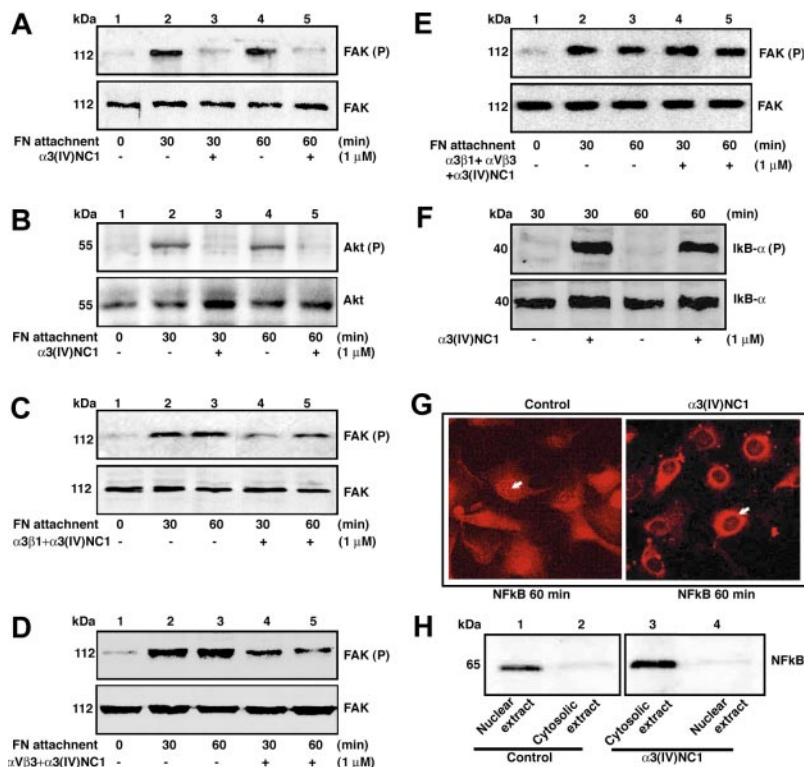 A
kDa 1 2 3 4 5
112 FAK (P)
112 FAK
FN attachnent 0 30 30 60 60 (min)
α3(IV)NC1 - - + - + (1 μM)
B
kDa 1 2 3 4 5
55 Akt (P)
55 Akt
FN attachnent 0 30 30 60 60 (min)
α3(IV)NC1 - - + - + (1 μM)
C
kDa 1 2 3 4 5
112 FAK (P)
112 FAK
FN attachnent 0 30 60 30 60 (min)
α3β1+α3(IV)NC1 - - - + + (1 μM)
D
kDa 1 2 3 4 5
112 FAK (P)
112 FAK
FN attachnent 0 30 60 30 60 (min)
αVβ3+α3(IV)NC1 - - - + + (1 μM)
E
kDa 1 2 3 4 5
112 FAK (P)
112 FAK
FN attachnent 0 30 60 30 60 (min)
α3β1+ αVβ3 - - - + + (1 μM)
+α3(IV)NC1
F
kDa 30 30 60 60 (min)
40 IkB-α (P)
40 IkB-α
α3(IV)NC1 - + - + (1 μM)
G
Control α3(IV)NC1
NFkB 60 min NFkB 60 min
H
kDa 1 2 3 4
65 NFkB
Nuclear extract Cytosolic extract Cytosolic extract Nuclear extract
Control α3(IV)NC1